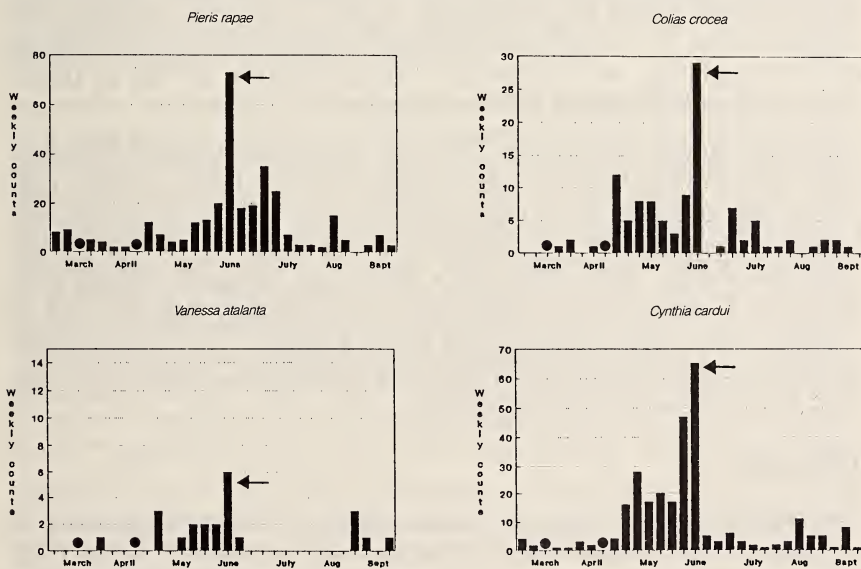 Pieris rapae
Weekly counts
80
60
40
20
0
March April May June July Aug Sept
Colias crocea
Weekly counts
30
25
20
15
10
5
0
March April May June July Aug Sept
Vanessa atalanta
Weekly counts
14
12
10
8
6
4
2
0
March April May June July Aug Sept
Cynthia cardui
Weekly counts
70
60
50
40
30
20
10
0
March April May June July Aug Sept